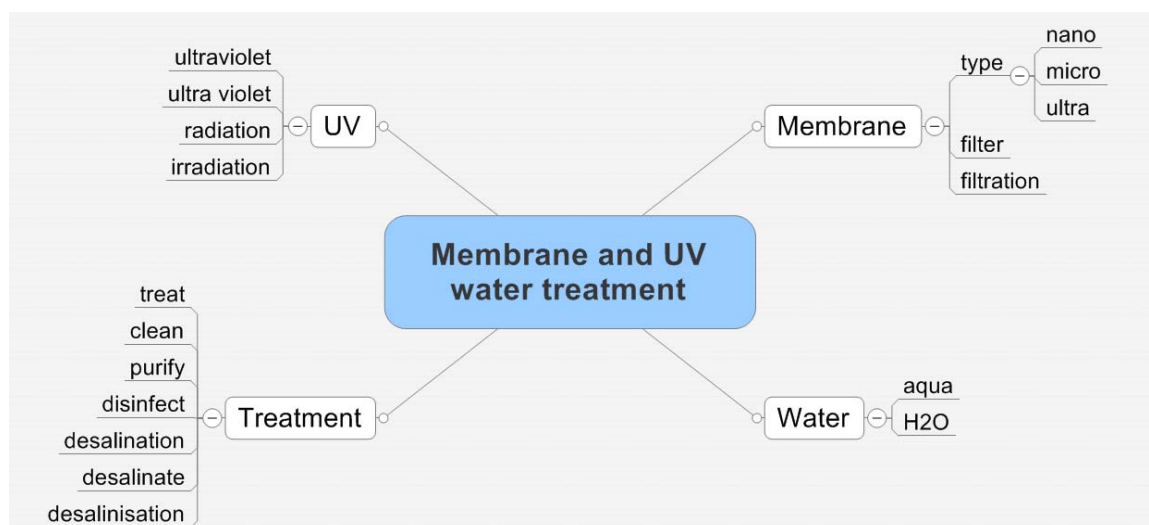 ultraviolet
ultra violet
radiation
irradiation
UV
Membrane
type
nano
micro
ultra
filter
filtration
Membrane and UV
water treatment
treat
clean
purify
disinfect
desalination
desalinate
desalinisation
Treatment
Water
aqua
H2O